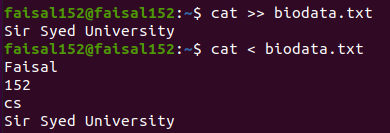 faisal152@faisal152:~$ cat >> biodata.txt
Sir Syed University
faisal152@faisal152:~$ cat < biodata.txt
Faisal
152
cs
Sir Syed University